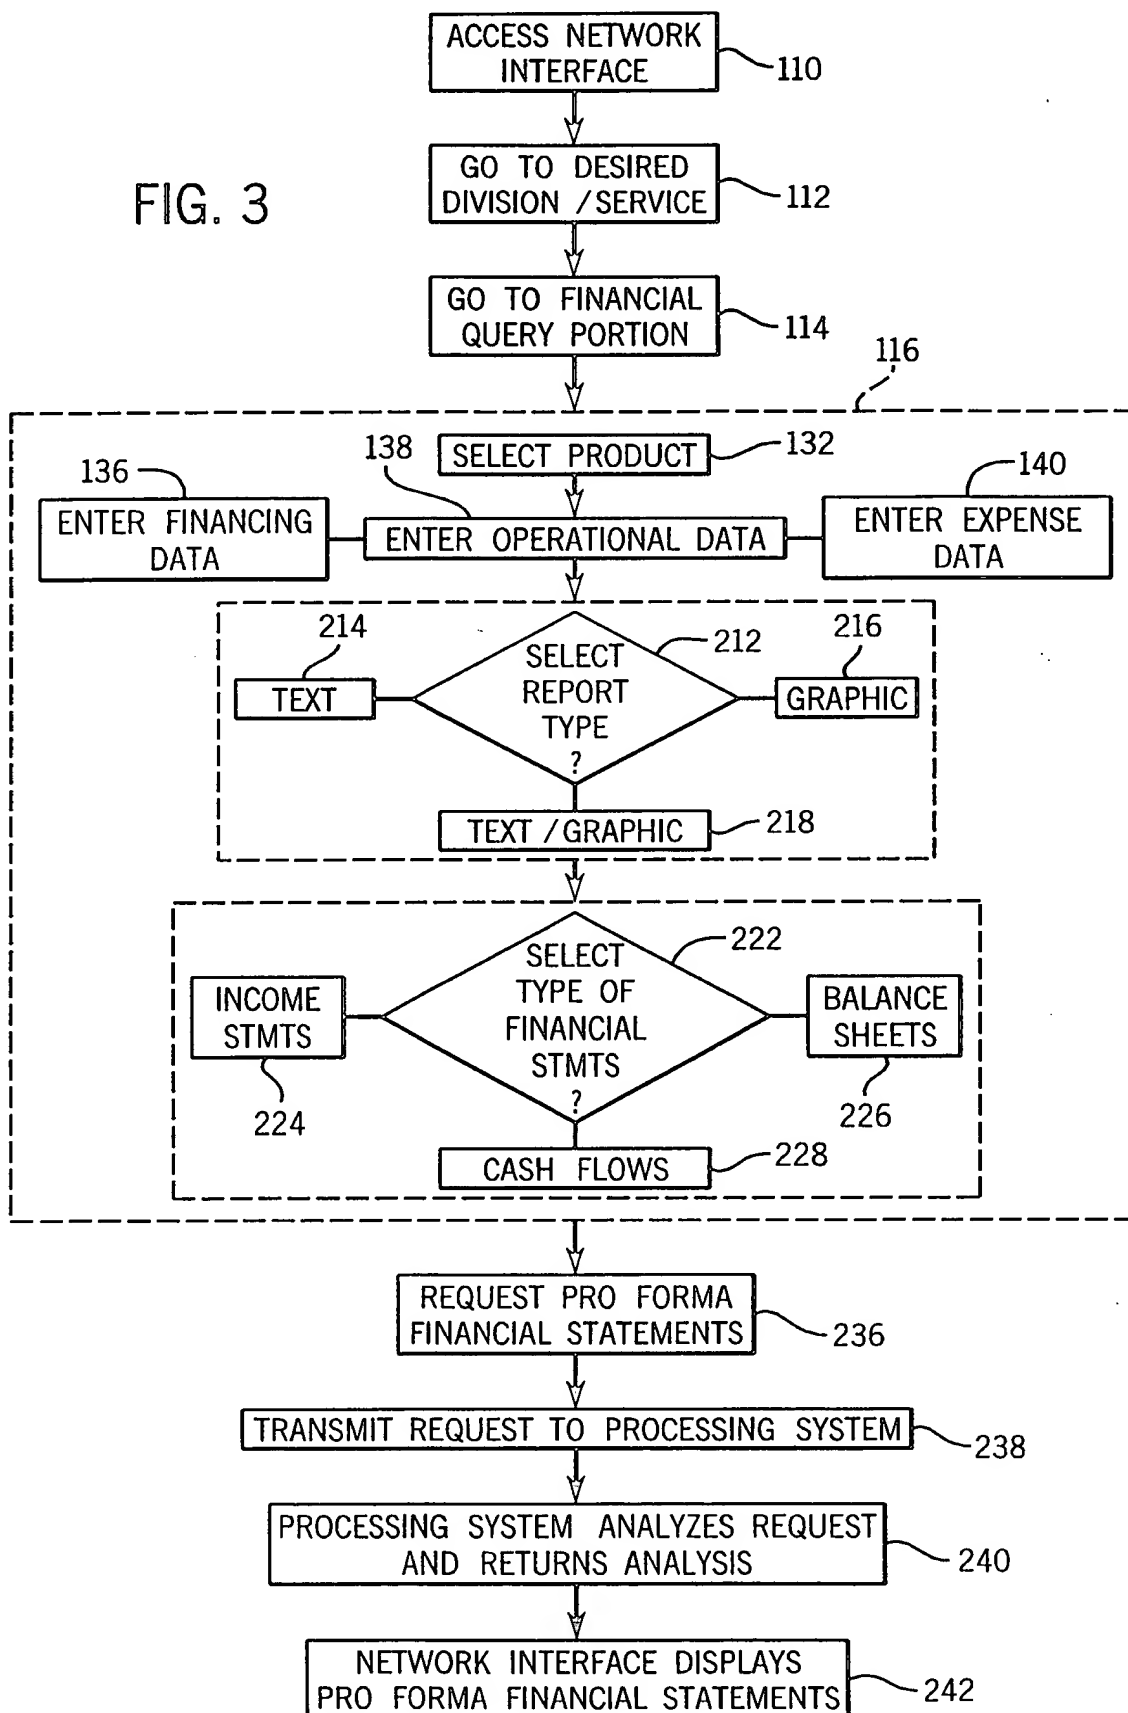 ACCESS NETWORK
INTERFACE
110
GO TO DESIRED
DIVISION / SERVICE
112
FIG. 3
GO TO FINANCIAL
QUERY PORTION
114
116
SELECT PRODUCT
132
136
138
140
ENTER FINANCING
DATA
ENTER OPERATIONAL DATA
ENTER EXPENSE
DATA
214
212
216
SELECT
REPORT
TYPE
?
TEXT
GRAPHIC
TEXT / GRAPHIC
218
222
SELECT
TYPE OF
FINANCIAL
STMTS
?
INCOME
STMTS
BALANCE
SHEETS
224
226
CASH FLOWS
228
REQUEST PRO FORMA
FINANCIAL STATEMENTS
236
TRANSMIT REQUEST TO PROCESSING SYSTEM
238
PROCESSING SYSTEM ANALYZES REQUEST
AND RETURNS ANALYSIS
240
NETWORK INTERFACE DISPLAYS
PRO FORMA FINANCIAL STATEMENTS
242